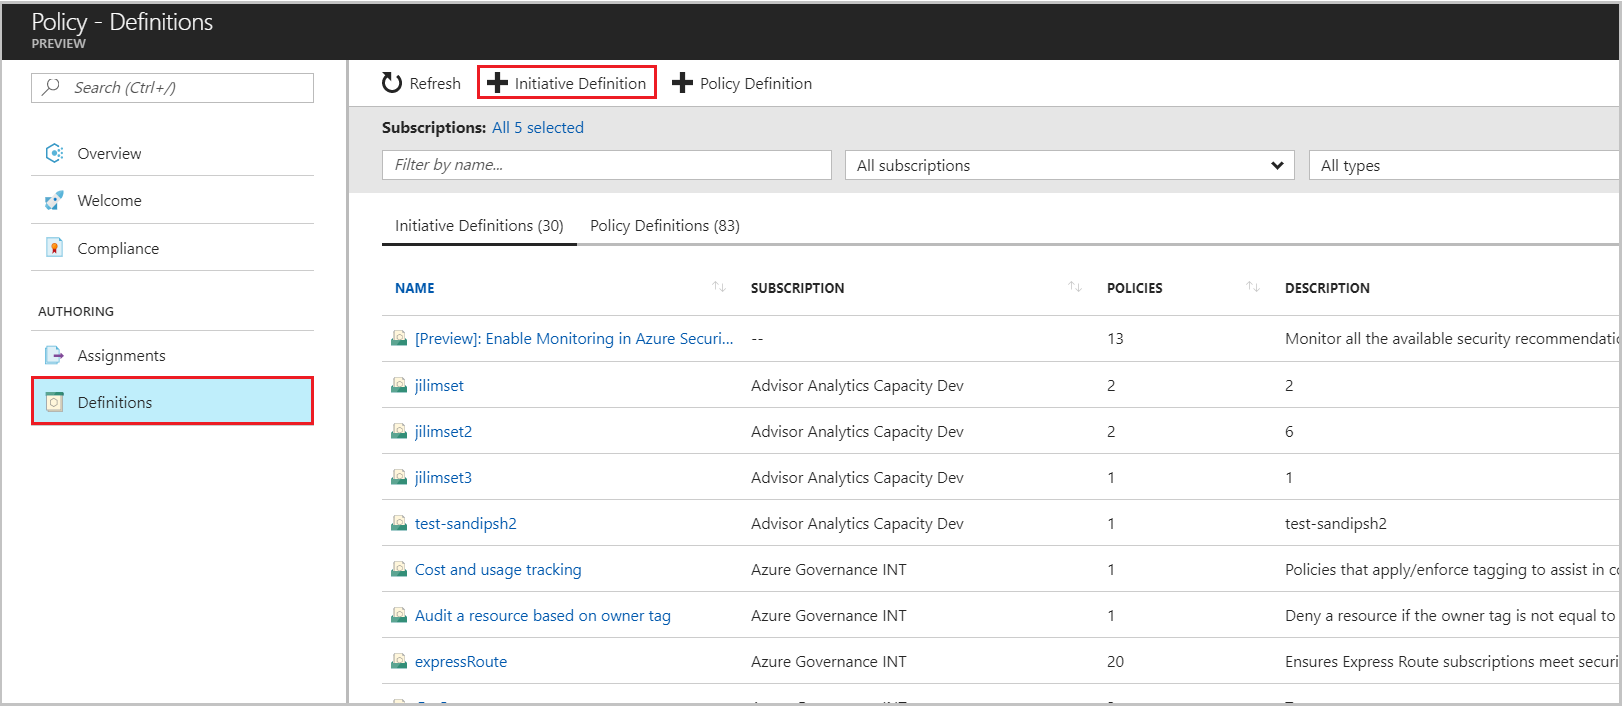 Policy - Definitions
PREVIEW
Search (Ctrl+/)
Overview
Welcome
Compliance
AUTHORING
Assignments
Definitions
Refresh
Initiative Definition
Policy Definition
Subscriptions: All 5 selected
Filter by name...
All subscriptions
All types
Initiative Definitions (30)
Policy Definitions (83)
NAME SUBSCRIPTION POLICIES DESCRIPTION
[Preview]: Enable Monitoring in Azure Securi... -- 13 Monitor all the available security recommendatio
jilimset Advisor Analytics Capacity Dev 2 2
jilimset2 Advisor Analytics Capacity Dev 2 6
jilimset3 Advisor Analytics Capacity Dev 1 1
test-sandipsh2 Advisor Analytics Capacity Dev 1 test-sandipsh2
Cost and usage tracking Azure Governance INT 1 Policies that apply/enforce tagging to assist in co
Audit a resource based on owner tag Azure Governance INT 1 Deny a resource if the owner tag is not equal to
expressRoute Azure Governance INT 20 Ensures Express Route subscriptions meet securi